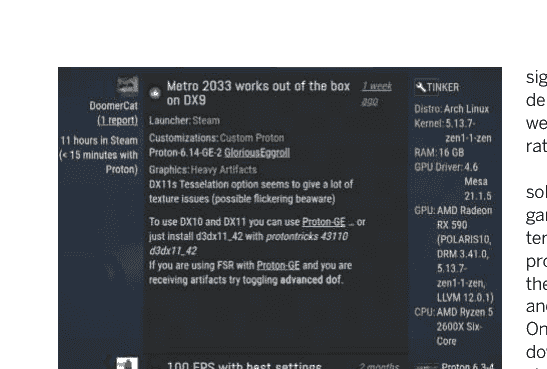 DoomerCat
(1 report)
11 hours in Steam
(< 15 minutes with
Proton)
Metro 2033 works out of the box
on DX9
1 week
ago
Launcher: Steam
Customizations: Custom Proton
Proton-6.14-GE-2 GloriousEggroll
Graphics: Heavy Artifacts
DX11s Tesselation option seems to give a lot of
texture issues (possible flickering beaware)
To use DX10 and DX11 you can use Proton-GE ... or
just install d3dx11_42 with protontricks 43110
d3dx11_42
If you are using FSR with Proton-GE and you are
receiving artifacts try toggling advanced dof.
TINKER
Distro: Arch Linux
Kernel: 5.13.7-
zen1-1-zen
RAM: 16 GB
GPU Driver: 4.6
Mesa
21.1.5
GPU: AMD Radeon
RX 590
(POLARIS10,
DRM 3.41.0,
5.13.7-
zen1-1-zen,
LLVM 12.0.1)
CPU: AMD Ryzen 5
2600X Six-
Core
100 FPS with best settings
2 months
Proton 6.3-4
sig
de
we
rat
sol
gar
ter
pro
the
and
On
dov